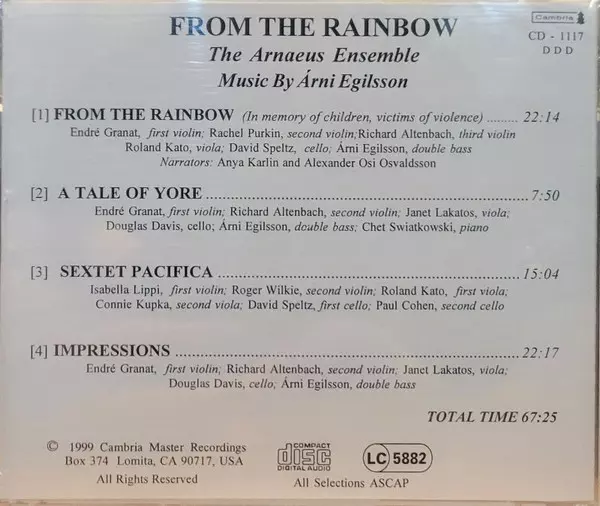 FROM THE RAINBOW
The Arnaeus Ensemble
Music By Árni Egilsson
Cambria
CD - 1117
D D D
[1] FROM THE RAINBOW (In memory of children, victims of violence) ......... 22:14
Endré Granat, first violin; Rachel Purkin, second violin;Richard Altenbach, third violin
Roland Kato, viola; David Speltz, cello; Árni Egilsson, double bass
Narrators: Anya Karlin and Alexander Osi Osvaldsson
[2] A TALE OF YORE ........ 7:50
Endré Granat, first violin; Richard Altenbach, second violin; Janet Lakatos, viola;
Douglas Davis, cello; Árni Egilsson, double bass; Chet Swiatkowski, piano
[3] SEXTET PACIFICA ........ 15:04
Isabella Lippi, first violin; Roger Wilkie, second violin; Roland Kato, first viola;
Connie Kupka, second viola; David Speltz, first cello; Paul Cohen, second cello
[4] IMPRESSIONS ........ 22:17
Endré Granat, first violin; Richard Altenbach, second violin; Janet Lakatos, viola;
Douglas Davis, cello; Árni Egilsson, double bass
TOTAL TIME 67:25
© 1999 Cambria Master Recordings
Box 374 Lomita, CA 90717, USA
All Rights Reserved
COMPACT
disc
DIGITAL AUDIO
LC 5882
All Selections ASCAP